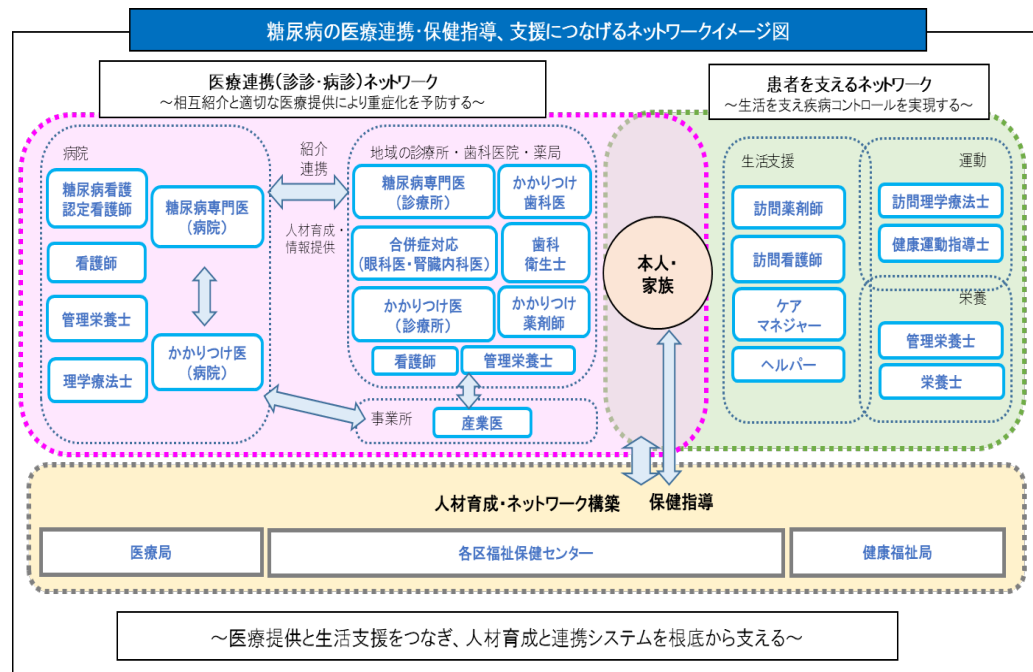 糖尿病の医療連携・保健指導、支援につなげるネットワークイメージ図
医療連携(診診・病診)ネットワーク
～相互紹介と適切な医療提供により重症化を予防する～
患者を支えるネットワーク
～生活を支え疾病コントロールを実現する～
病院
糖尿病看護
認定看護師
看護師
管理栄養士
理学療法士
糖尿病専門医
(病院)
かかりつけ医
(病院)
紹介
連携
人材育成・
情報提供
地域の診療所・歯科医院・薬局
糖尿病専門医
(診療所)
かかりつけ
歯科医
合併症対応
(眼科医・腎臓内科医)
歯科
衛生士
かかりつけ医
(診療所)
かかりつけ
薬剤師
看護師
管理栄養士
事業所
産業医
本人・
家族
生活支援
訪問薬剤師
訪問看護師
ケア
マネジャー
ヘルパー
運動
訪問理学療法士
健康運動指導士
栄養
管理栄養士
栄養士
人材育成・ネットワーク構築
保健指導
医療局
各区福祉保健センター
健康福祉局
～医療提供と生活支援をつなぎ、人材育成と連携システムを根底から支える～